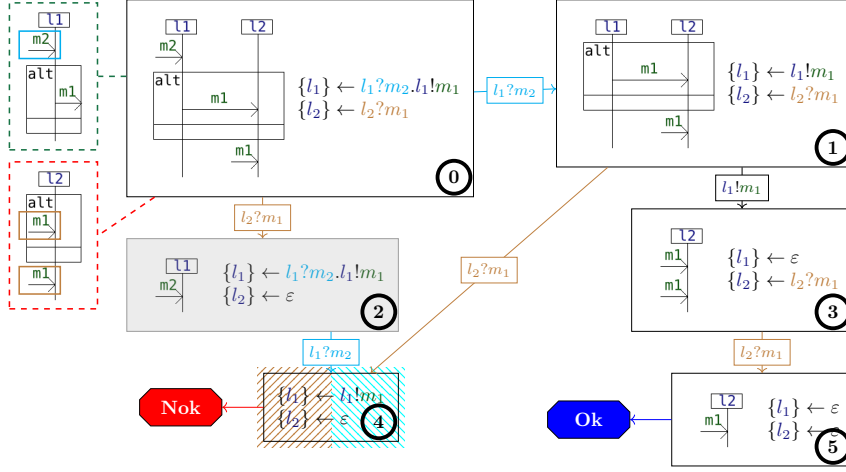 l1
m2
alt
m1
l2
alt
m1
m1
l1 l2
m2
alt
m1
m1
{l₁} ← l₁?m₂.l₁!m₁
{l₂} ← l₂?m₁
0
l₁?m₂
l1 l2
alt
m1
m1
{l₁} ← l₁!m₁
{l₂} ← l₂?m₁
1
l₂?m₁
l₁!m₁
l₂?m₁
l1
m2
{l₁} ← l₁?m₂.l₁!m₁
{l₂} ← ε
2
l2
m1
m1
{l₁} ← ε
{l₂} ← l₂?m₁
3
l₁?m₂
l₂?m₁
Nok
{l₁} ← l₁!m₁
{l₂} ← ε
4
Ok
l2
m1
{l₁} ← ε
{l₂} ← ε
5